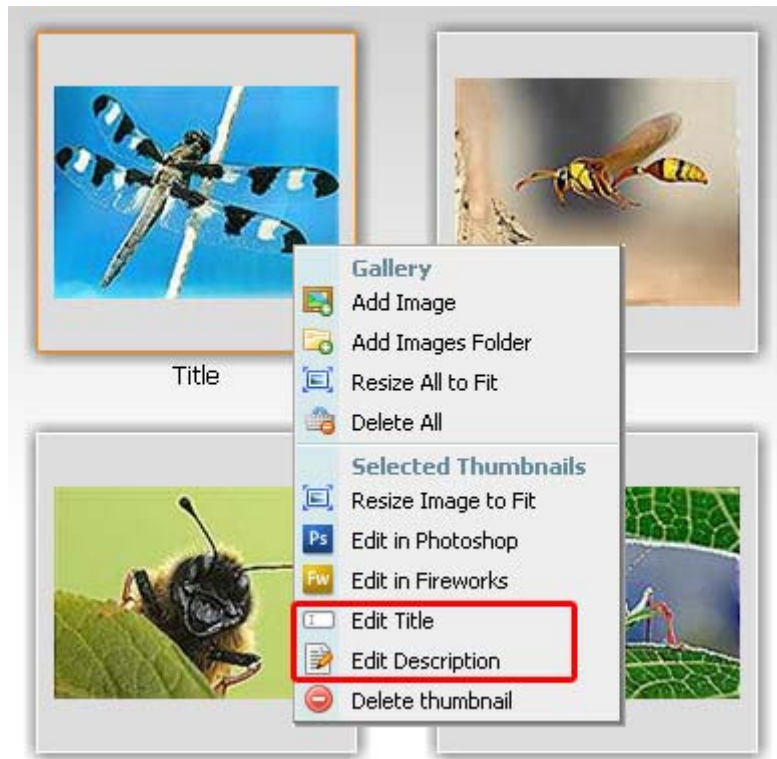 Title
Gallery
Add Image
Add Images Folder
Resize All to Fit
Delete All
Selected Thumbnails
Resize Image to Fit
Ps Edit in Photoshop
Fw Edit in Fireworks
Edit Title
Edit Description
Delete thumbnail